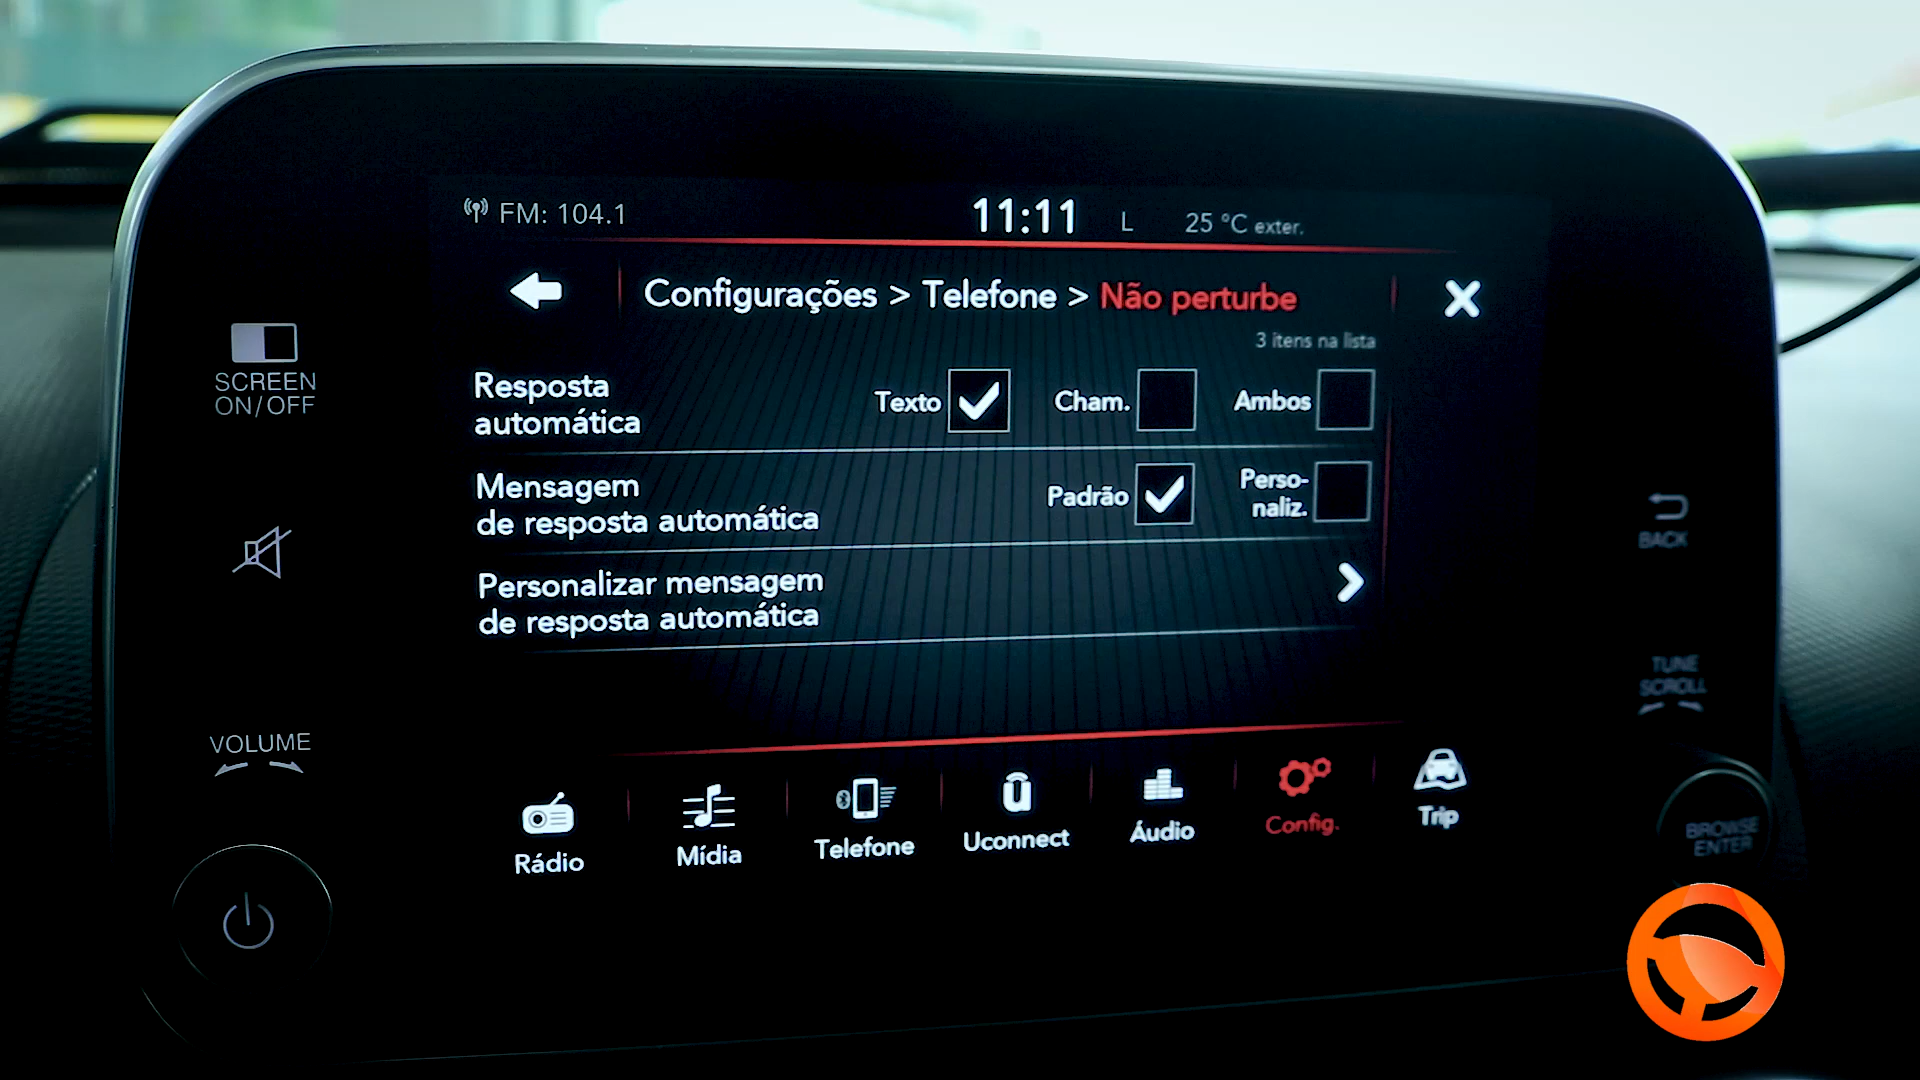 FM: 104.1 11:11 L 25 °C exter.
Configurações > Telefone > Não perturbe
3 itens na lista
SCREEN
ON/OFF
Resposta
automática
Texto Cham. Ambos
Mensagem
de resposta automática
Padrão Perso-
naliz.
Personalizar mensagem
de resposta automática
BACK
TUNE
SCROLL
VOLUME
Rádio Mídia Telefone Uconnect Áudio Config. Trip
BROWSE
ENTER